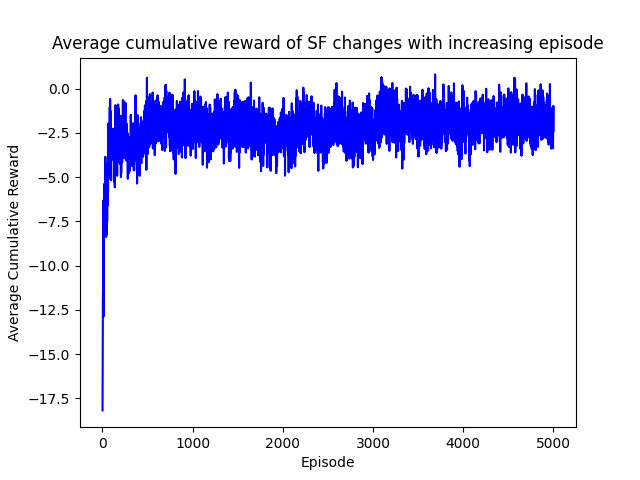 Average cumulative reward of SF changes with increasing episode
0.0
−2.5
−5.0
−7.5
−10.0
−12.5
−15.0
−17.5
Average Cumulative Reward
0 1000 2000 3000 4000 5000
Episode